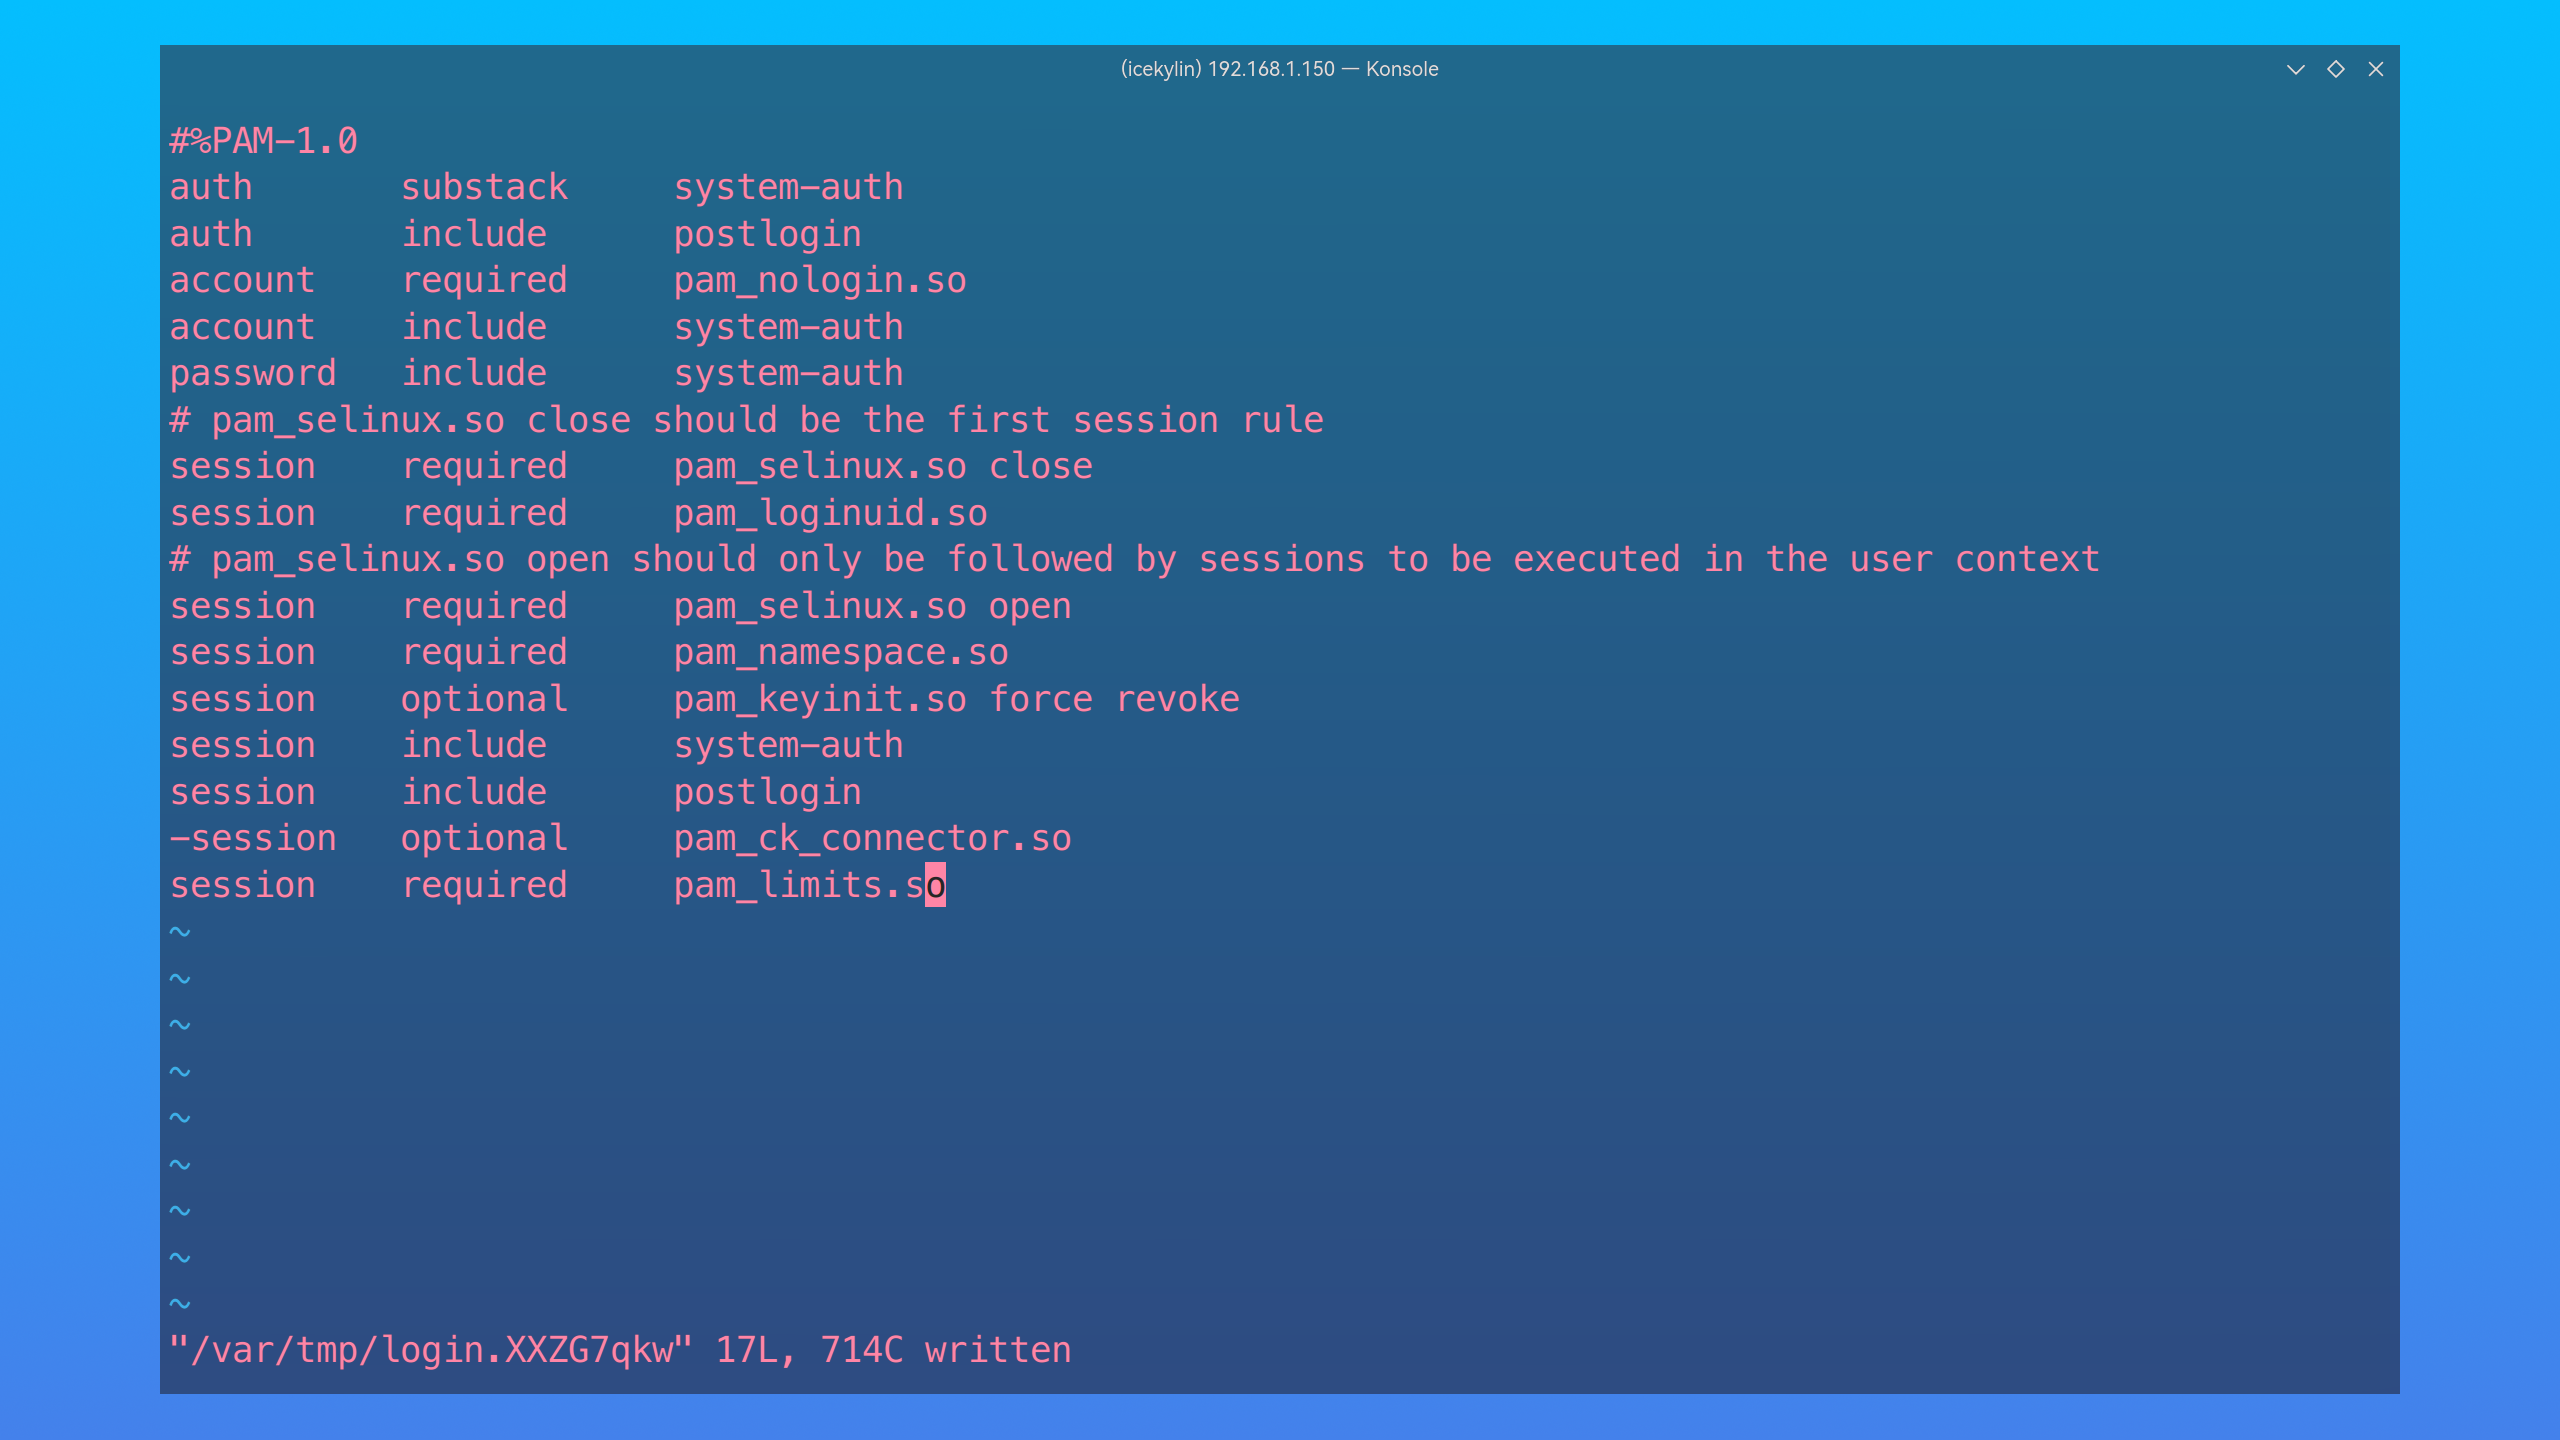 (icekylin) 192.168.1.150 — Konsole
#%PAM-1.0
auth       substack     system-auth
auth       include      postlogin
account    required     pam_nologin.so
account    include      system-auth
password   include      system-auth
# pam_selinux.so close should be the first session rule
session    required     pam_selinux.so close
session    required     pam_loginuid.so
# pam_selinux.so open should only be followed by sessions to be executed in the user context
session    required     pam_selinux.so open
session    required     pam_namespace.so
session    optional     pam_keyinit.so force revoke
session    include      system-auth
session    include      postlogin
-session   optional     pam_ck_connector.so
session    required     pam_limits.so
~
~
~
~
~
~
~
~
~
"/var/tmp/login.XXZG7qkw" 17L, 714C written